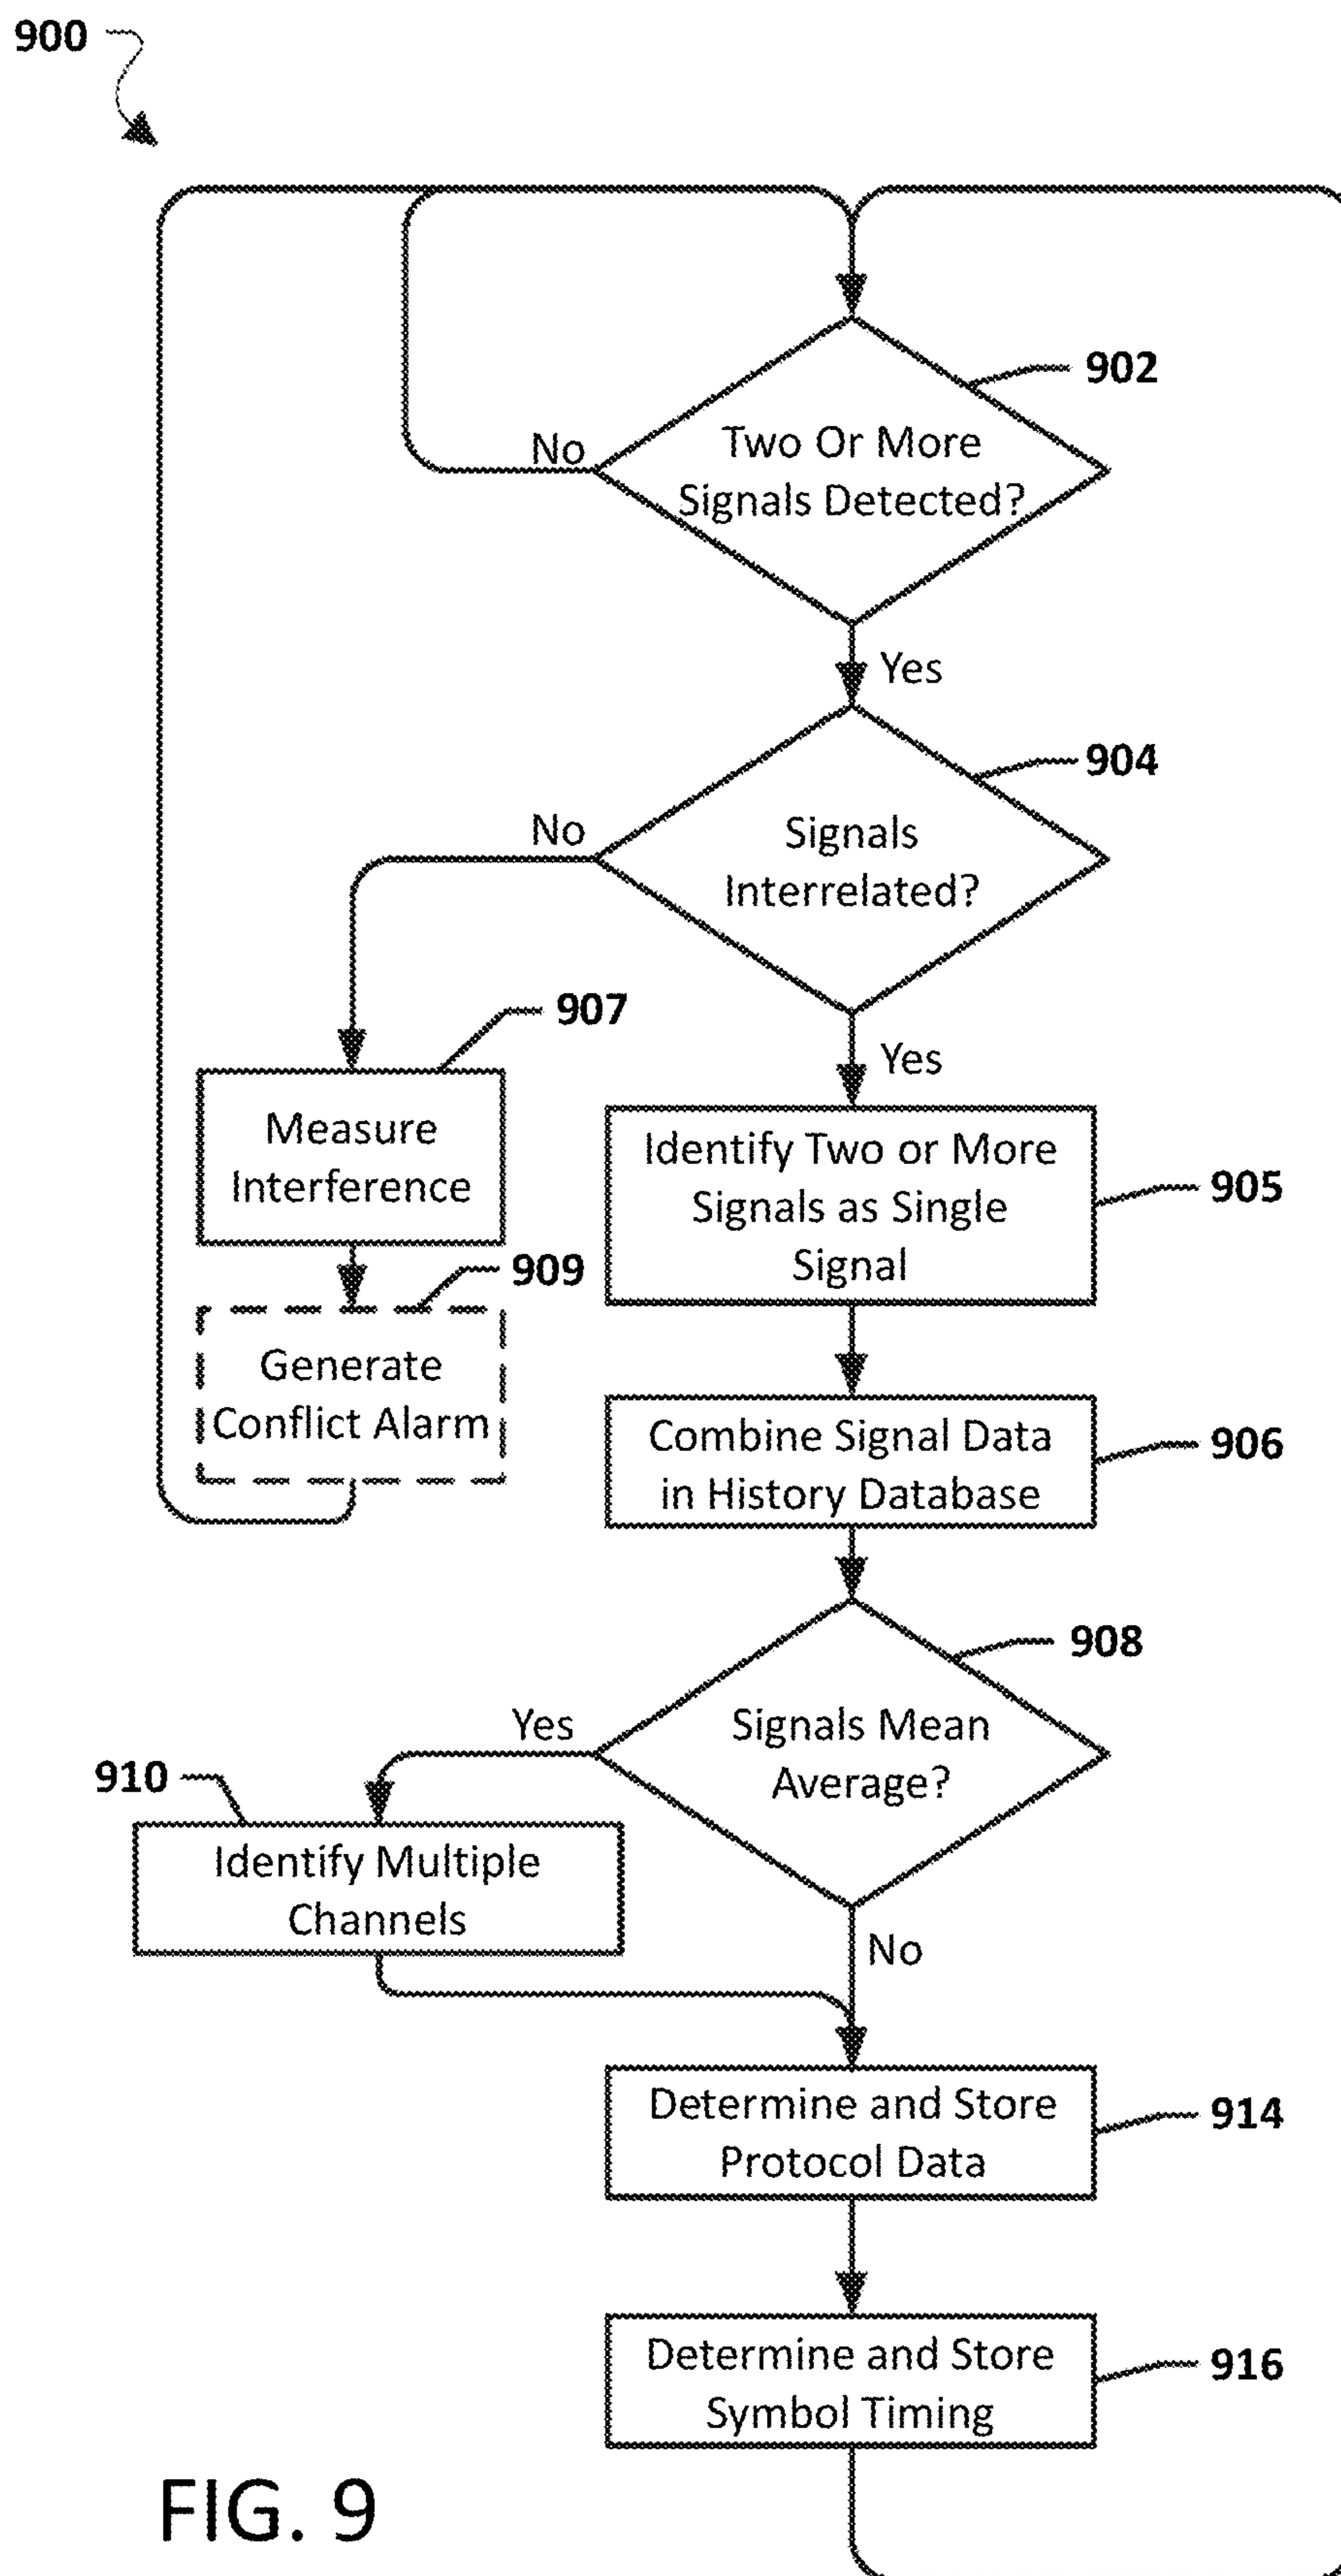 900
902
Two Or More
Signals Detected?
No
Yes
904
Signals
Interrelated?
No
Yes
907
Measure
Interference
905
Identify Two or More
Signals as Single
Signal
909
Generate
Conflict Alarm
906
Combine Signal Data
in History Database
908
Signals Mean
Average?
Yes
No
910
Identify Multiple
Channels
914
Determine and Store
Protocol Data
916
Determine and Store
Symbol Timing
FIG. 9